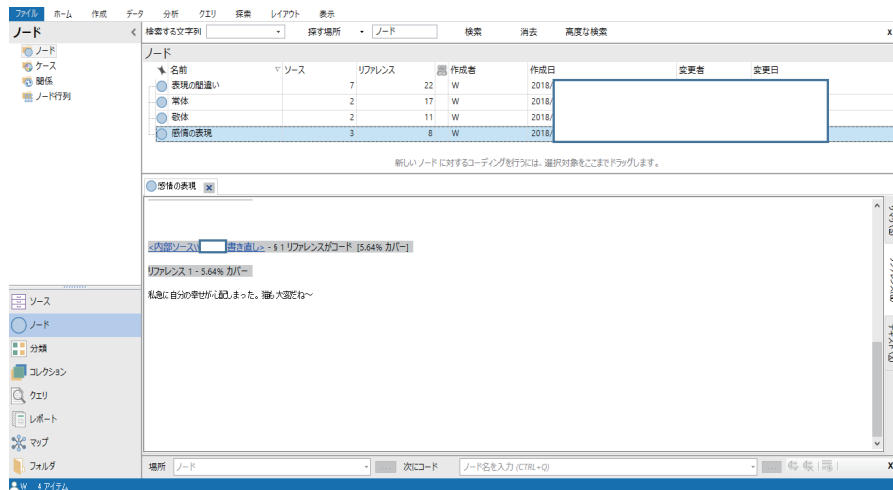 ファイル ホーム 作成 データ 分析 クエリ 探索 レイアウト 表示
ノード < 検索する文字列 探す場所 ノード 検索 消去 高度な検索 x
ノード
ケース
関係
ノード行列
ノード
名前 ソース リファレンス 作成者 作成日 変更者 変更日
表現の間違い 7 22 W 2018/
常体 2 17 W 2018/
敬体 2 11 W 2018/
感情の表現 3 8 W 2018/
新しい ノード に対するコーディングを行うには、選択対象をここまでドラッグします。
感情の表現
<内部ソース\\ 書き直し> - § 1 リファレンスがコード [5.64% カバー]
リファレンス 1 - 5.64% カバー
私急に自分の幸せが心配しまった。猫も大変だね～
ソース
ノード
分類
コレクション
クエリ
レポート
マップ
フォルダ
場所 ノード ... 次にコード ノード名を入力 (CTRL+Q) ... x
W 4 アイテム